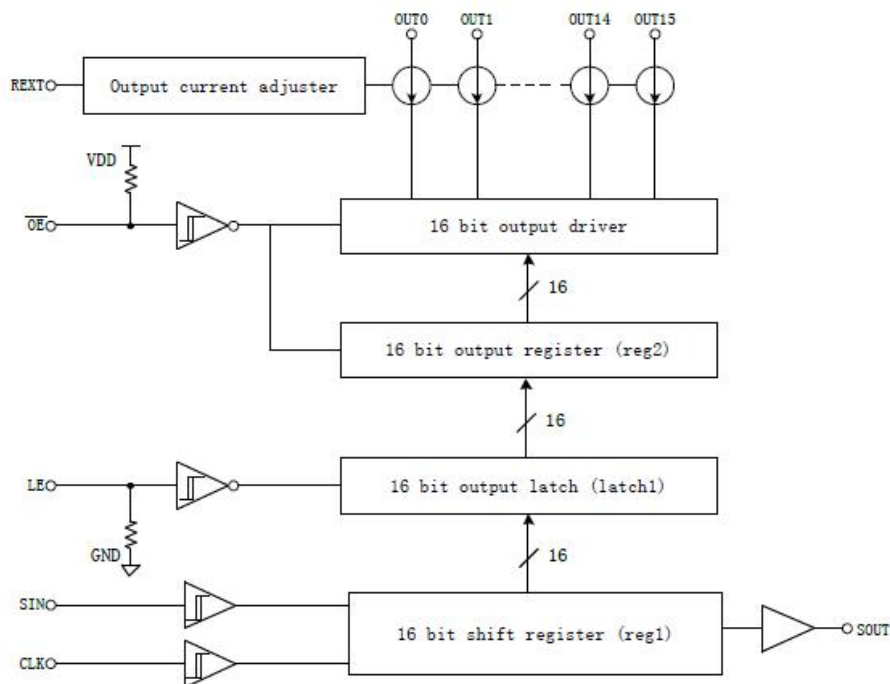 OUT0 OUT1 OUT14 OUT15
REXT Output current adjuster
VDD
OE 16 bit output driver
16
16 bit output register (reg2)
16
LE 16 bit output latch (latch1)
GND 16
SIN
16 bit shift register (reg1) SOUT
CLK